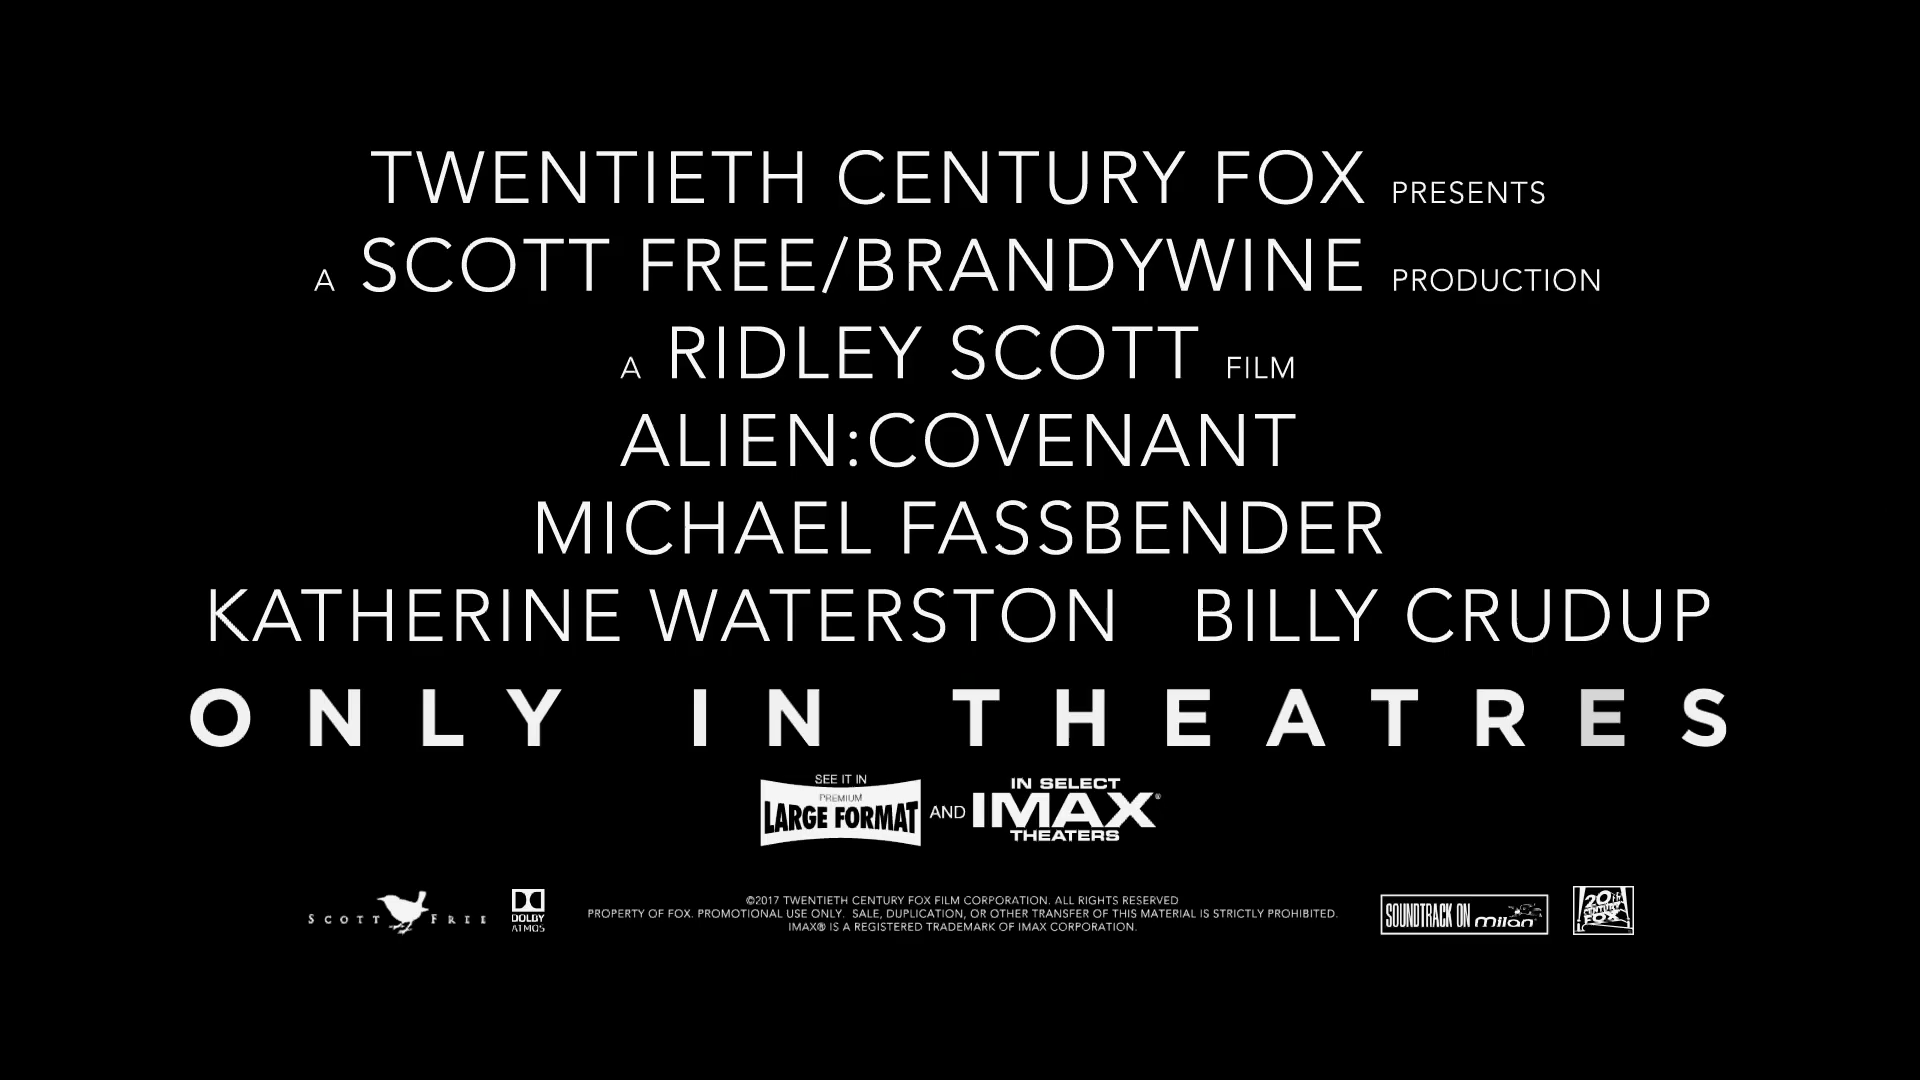 TWENTIETH CENTURY FOX PRESENTS
A SCOTT FREE/BRANDYWINE PRODUCTION
A RIDLEY SCOTT FILM
ALIEN:COVENANT
MICHAEL FASSBENDER
KATHERINE WATERSTON BILLY CRUDUP
ONLY IN THEATRES
SEE IT IN
PREMIUM
LARGE FORMAT
AND
IN SELECT
IMAX®
THEATERS
SCOTT FREE
DOLBY
ATMOS
©2017 TWENTIETH CENTURY FOX FILM CORPORATION. ALL RIGHTS RESERVED
PROPERTY OF FOX. PROMOTIONAL USE ONLY. SALE, DUPLICATION, OR OTHER TRANSFER OF THIS MATERIAL IS STRICTLY PROHIBITED.
IMAX® IS A REGISTERED TRADEMARK OF IMAX CORPORATION.
SOUNDTRACK ON milan
20th
CENTURY
FOX